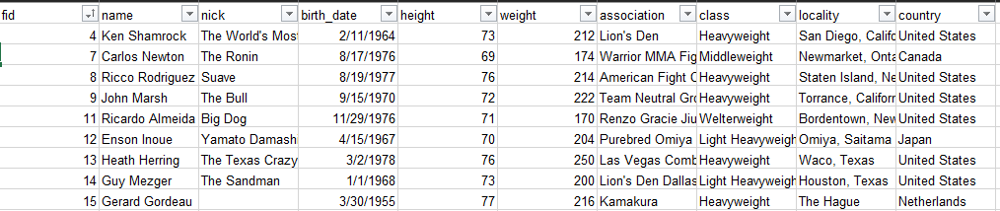 fid name nick birth_date height weight association class locality country
4 Ken Shamrock The World's Mos 2/11/1964 73 212 Lion's Den Heavyweight San Diego, Calif United States
7 Carlos Newton The Ronin 8/17/1976 69 174 Warrior MMA Fig Middleweight Newmarket, Onta Canada
8 Ricco Rodriguez Suave 8/19/1977 76 214 American Fight C Heavyweight Staten Island, Ne United States
9 John Marsh The Bull 9/15/1970 72 222 Team Neutral Gr Heavyweight Torrance, Califor United States
11 Ricardo Almeida Big Dog 11/29/1976 71 170 Renzo Gracie Jiu Welterweight Bordentown, New United States
12 Enson Inoue Yamato Damash 4/15/1967 70 204 Purebred Omiya Light Heavyweigh Omiya, Saitama Japan
13 Heath Herring The Texas Crazy 3/2/1978 76 250 Las Vegas Comb Heavyweight Waco, Texas United States
14 Guy Mezger The Sandman 1/1/1968 73 200 Lion's Den Dallas Light Heavyweigh Houston, Texas United States
15 Gerard Gordeau 3/30/1955 77 216 Kamakura Heavyweight The Hague Netherlands